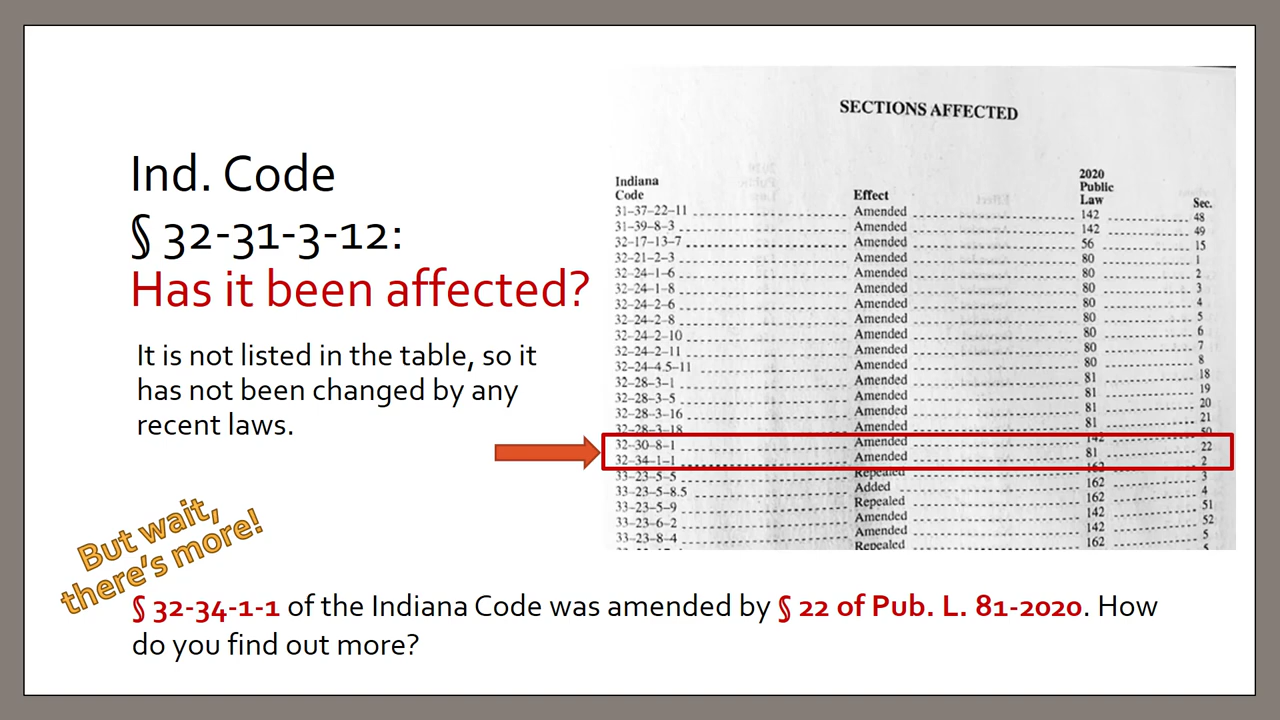 Ind. Code
§ 32-31-3-12:
Has it been affected?
It is not listed in the table, so it
has not been changed by any
recent laws.
SECTIONS AFFECTED
Indiana Code Effect 2020 Public Law Sec.
31–37–22–11 Amended 142 48
31–39–8–3 Amended 142 49
32–17–13–7 Amended 56 15
32–21–2–3 Amended 80 1
32–24–1–6 Amended 80 2
32–24–1–8 Amended 80 3
32–24–2–6 Amended 80 4
32–24–2–8 Amended 80 5
32–24–2–10 Amended 80 6
32–24–2–11 Amended 80 7
32–24–4.5–11 Amended 80 8
32–28–3–1 Amended 81 18
32–28–3–5 Amended 81 19
32–28–3–16 Amended 81 20
32–28–3–18 Amended 81 21
32–30–8–1 Amended 142 50
32–34–1–1 Amended 81 22
33–23–5–5 Repealed 162 2
33–23–5–8.5 Added 162 3
33–23–5–9 Repealed 162 4
33–23–6–2 Amended 142 51
33–23–8–4 Amended 142 52
Repealed 162 5
But wait,
there's more!
§ 32-34-1-1 of the Indiana Code was amended by § 22 of Pub. L. 81-2020. How
do you find out more?